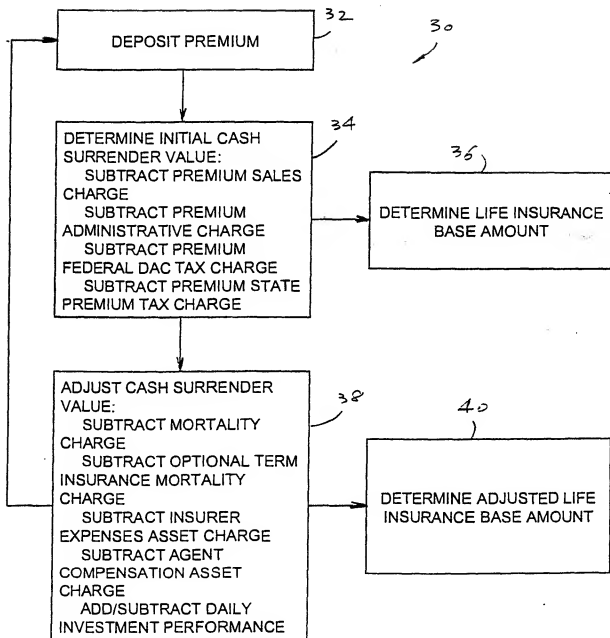 DEPOSIT PREMIUM
32
30
DETERMINE INITIAL CASH
SURRENDER VALUE:
SUBTRACT PREMIUM SALES
CHARGE
SUBTRACT PREMIUM
ADMINISTRATIVE CHARGE
SUBTRACT PREMIUM
FEDERAL DAC TAX CHARGE
SUBTRACT PREMIUM STATE
PREMIUM TAX CHARGE
34
36
DETERMINE LIFE INSURANCE
BASE AMOUNT
ADJUST CASH SURRENDER
VALUE:
SUBTRACT MORTALITY
CHARGE
SUBTRACT OPTIONAL TERM
INSURANCE MORTALITY
CHARGE
SUBTRACT INSURER
EXPENSES ASSET CHARGE
SUBTRACT AGENT
COMPENSATION ASSET
CHARGE
ADD/SUBTRACT DAILY
INVESTMENT PERFORMANCE
38
40
DETERMINE ADJUSTED LIFE
INSURANCE BASE AMOUNT